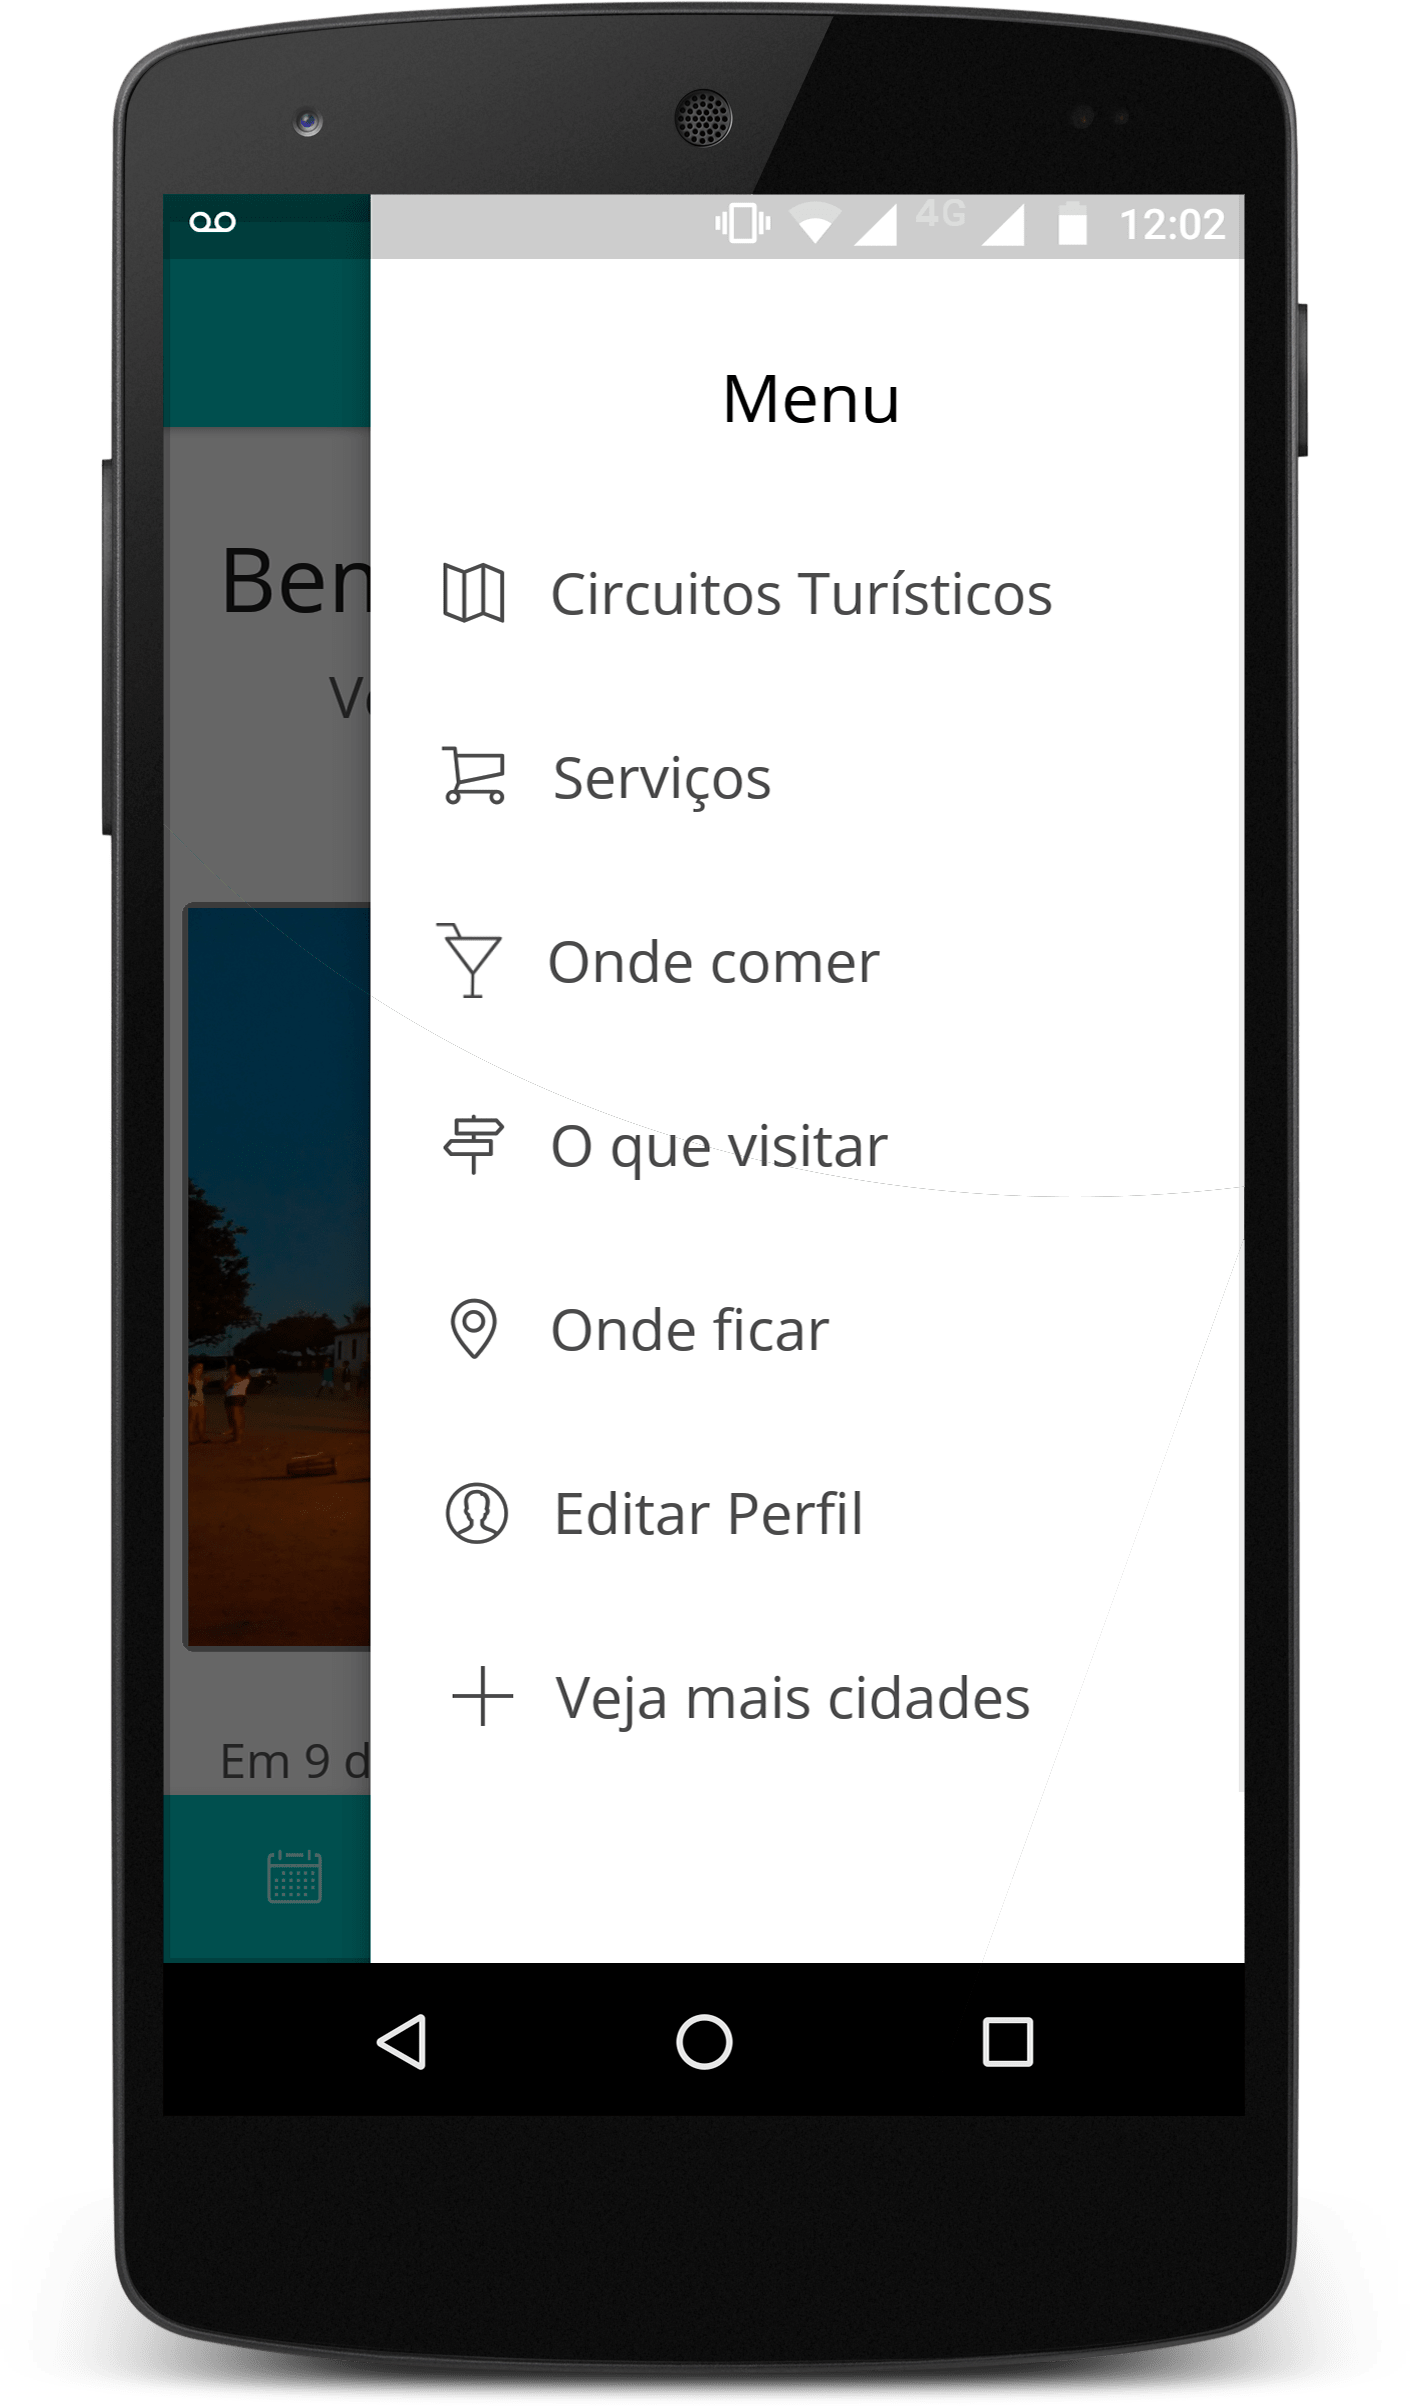 4G 12:02
Menu
Ben
Circuitos Turísticos
Serviços
Onde comer
O que visitar
Onde ficar
Editar Perfil
Veja mais cidades
Em 9 d